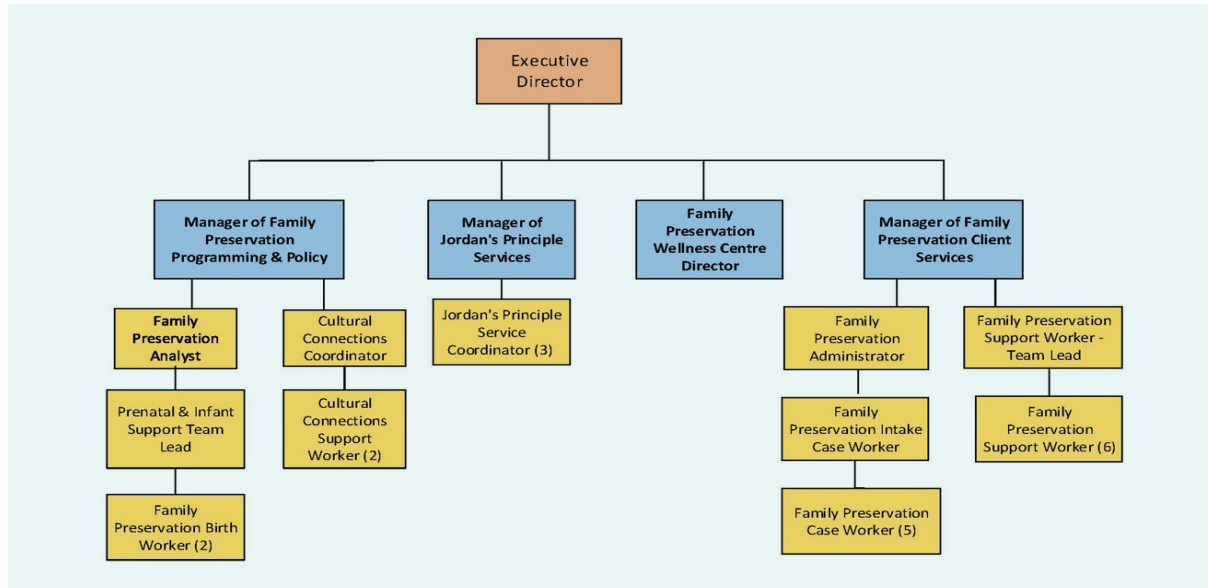 Executive
Director
Manager of Family
Preservation
Programming & Policy
Manager of
Jordan's Principle
Services
Family
Preservation
Wellness Centre
Director
Manager of Family
Preservation Client
Services
Family
Preservation
Analyst
Cultural
Connections
Coordinator
Jordan's Principle
Service
Coordinator (3)
Family
Preservation
Administrator
Family Preservation
Support Worker -
Team Lead
Prenatal & Infant
Support Team
Lead
Cultural
Connections
Support
Worker (2)
Family
Preservation Intake
Case Worker
Family
Preservation
Support Worker (6)
Family
Preservation Birth
Worker (2)
Family Preservation
Case Worker (5)